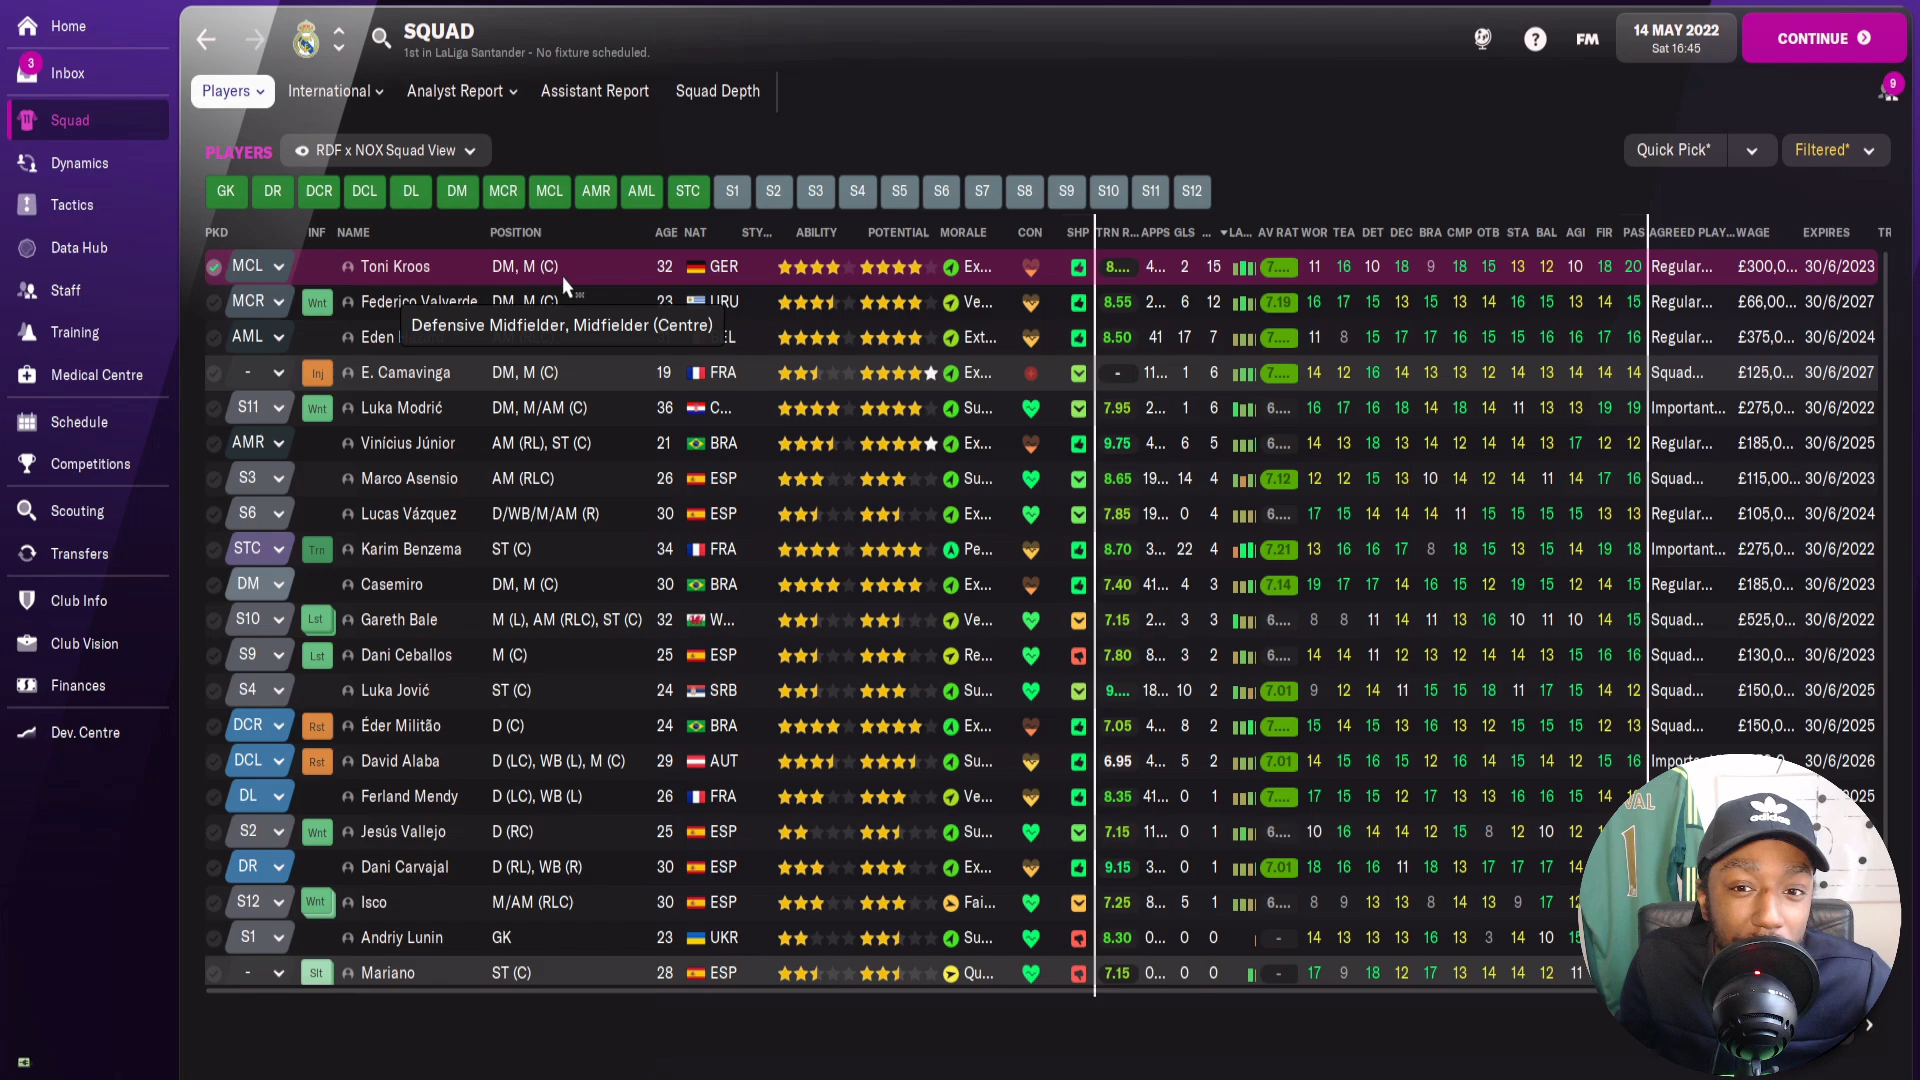 Home
3
Inbox
Squad
Dynamics
Tactics
Data Hub
Squad
Staff
Training
Medical Centre
Schedule
Competitions
Scouting
Transfers
Club Info
Club Vision
Finances
Dev. Centre
SQUAD
1st in LaLiga Santander - No fixture scheduled.
? FM 14 MAY 2022 CONTINUE
Sat 16:45
Players International Analyst Report Assistant Report Squad Depth 9
PLAYERS RDF x NOX Squad View Quick Pick* Filtered*
GK DR DCR DCL DL DM MCR MCL AMR AML STC S1 S2 S3 S4 S5 S6 S7 S8 S9 S10 S11 S12
PKD INF NAME POSITION AGE NAT STY... ABILITY POTENTIAL MORALE CON SHP TRN R... APPS GLS ... LA... AV RAT WOR TEA DET DEC BRA CMP OTB STA BAL AGI FIR PAS AGREED PLAY... WAGE EXPIRES TR
MCL Toni Kroos DM, M (C) 32 GER Ex... 8.... 4... 2 15 7.... 11 16 10 18 9 18 15 13 12 10 18 20 Regular... £300,0... 30/6/2023
MCR Wnt Federico Valverde DM, M (C) 23 URU Ve... 8.55 2... 6 12 7.19 16 17 15 13 15 13 14 16 15 13 14 15 Regular... £66,00... 30/6/2027
Defensive Midfielder, Midfielder (Centre)
AML Eden Ext... 8.50 41 17 7 7.... 11 8 15 17 17 16 15 15 16 16 17 16 Regular... £375,0... 30/6/2024
- Inj E. Camavinga DM, M (C) 19 FRA Ex... - 11... 1 6 7.... 14 12 16 14 13 13 12 14 13 14 14 14 Squad... £125,0... 30/6/2027
S11 Wnt Luka Modrić DM, M/AM (C) 36 C... Su... 7.95 2... 1 6 6.... 16 17 16 18 14 18 14 11 13 13 19 19 Important... £275,0... 30/6/2022
AMR Vinícius Júnior AM (RL), ST (C) 21 BRA Ex... 9.75 4... 6 5 6.... 14 13 18 13 14 12 14 14 13 17 12 12 Regular... £185,0... 30/6/2025
S3 Marco Asensio AM (RLC) 26 ESP Su... 8.65 19... 14 4 7.12 12 12 15 13 10 14 12 14 11 14 17 16 Squad... £115,00... 30/6/2023
S6 Lucas Vázquez D/WB/M/AM (R) 30 ESP Su... 7.85 19... 0 4 6.... 17 15 14 14 14 11 15 15 15 15 13 13 Regular... £105,0... 30/6/2024
STC Trn Karim Benzema ST (C) 34 FRA Pe... 8.70 3... 22 4 7.21 13 16 16 17 8 18 15 13 15 14 19 18 Important... £275,0... 30/6/2022
DM Casemiro DM, M (C) 30 BRA Ex... 7.40 41... 4 3 7.14 19 17 17 14 16 15 12 19 15 12 14 15 Regular... £185,0... 30/6/2023
S10 Lst Gareth Bale M (L), AM (RLC), ST (C) 32 W... Ve... 7.15 2... 3 3 6.... 8 8 11 14 11 13 16 10 11 10 14 15 Squad... £525,0... 30/6/2022
S9 Lst Dani Ceballos M (C) 25 ESP Re... 7.80 8... 3 2 6.... 14 14 11 12 13 12 14 14 13 15 16 16 Squad... £130,0... 30/6/2023
S4 Luka Jović ST (C) 24 SRB Su... 9.... 18... 10 2 7.01 9 12 14 11 15 15 18 11 17 15 14 12 Squad... £150,0... 30/6/2025
DCR Rst Éder Militão D (C) 24 BRA Ex... 7.05 4... 8 2 7.... 15 14 15 13 16 13 12 15 15 15 12 13 Squad... £150,0... 30/6/2025
DCL Rst David Alaba D (LC), WB (L), M (C) 29 AUT Su... 6.95 4... 5 2 7.01 14 15 16 15 12 16 14 15 14 12 15 16 30/6/2026
DL Ferland Mendy D (LC), WB (L) 26 FRA Ve... 8.35 41... 0 1 7.... 17 15 15 12 17 13 13 16 16 15 14
S2 Wnt Jesús Vallejo D (RC) 25 ESP Su... 7.15 11... 0 1 6.... 10 16 14 14 12 15 8 12 10 12
DR Dani Carvajal D (RL), WB (R) 30 ESP Ex... 9.15 3... 0 1 7.01 18 16 16 11 18 13 17 17 17 14
S12 Wnt Isco M/AM (RLC) 30 ESP Fai... 7.25 8... 5 1 6.... 8 9 13 13 8 14 13 9 17
S1 Andriy Lunin GK 23 UKR Su... 8.30 0... 0 0 - 14 13 13 13 16 13 3 14 10
- Slt Mariano ST (C) 28 ESP Qu... 7.15 0... 0 0 - 17 9 18 12 17 13 14 14 12 11
adidas